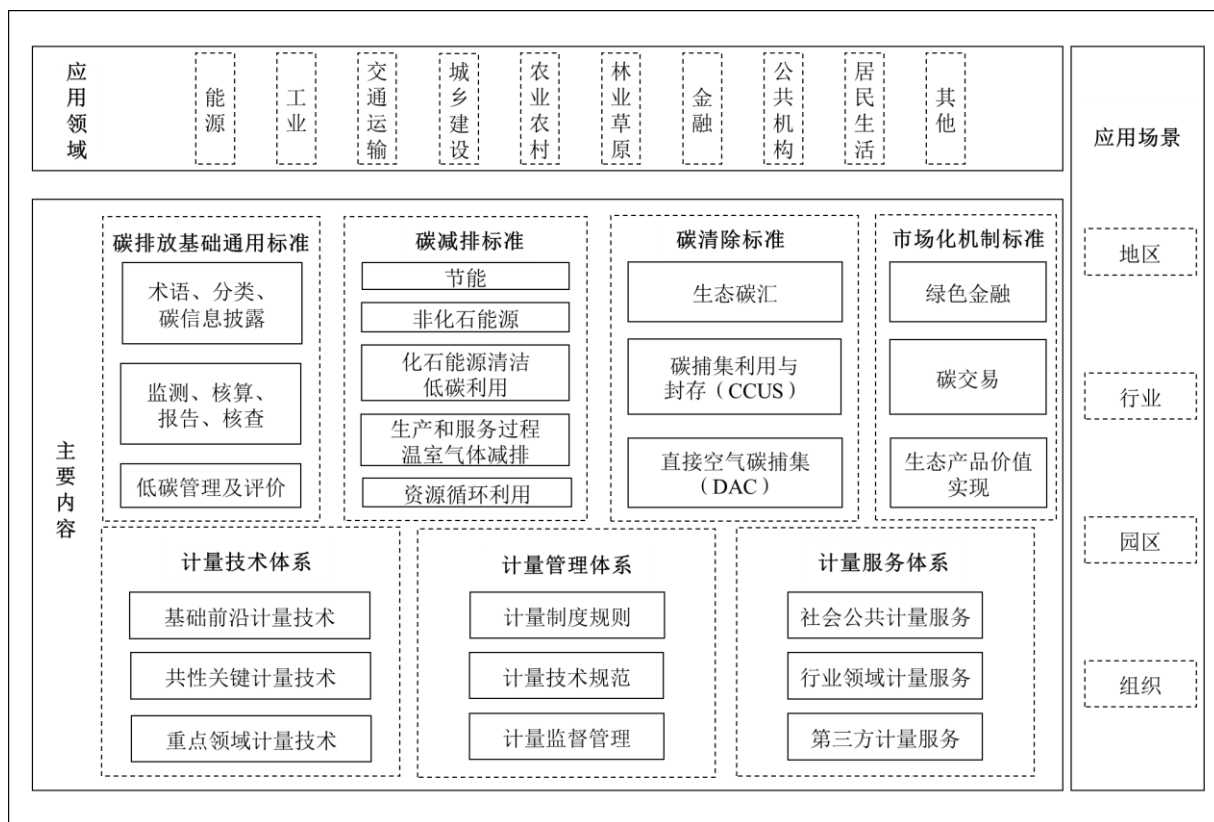 应用领域
能源
工业
交通运输
城乡建设
农业农村
林业草原
金融
公共机构
居民生活
其他
主要内容
碳排放基础通用标准
术语、分类、
碳信息披露
监测、核算、
报告、核查
低碳管理及评价
碳减排标准
节能
非化石能源
化石能源清洁
低碳利用
生产和服务过程
温室气体减排
资源循环利用
碳清除标准
生态碳汇
碳捕集利用与
封存（CCUS）
直接空气碳捕集
（DAC）
市场化机制标准
绿色金融
碳交易
生态产品价值
实现
计量技术体系
基础前沿计量技术
共性关键计量技术
重点领域计量技术
计量管理体系
计量制度规则
计量技术规范
计量监督管理
计量服务体系
社会公共计量服务
行业领域计量服务
第三方计量服务
应用场景
地区
行业
园区
组织